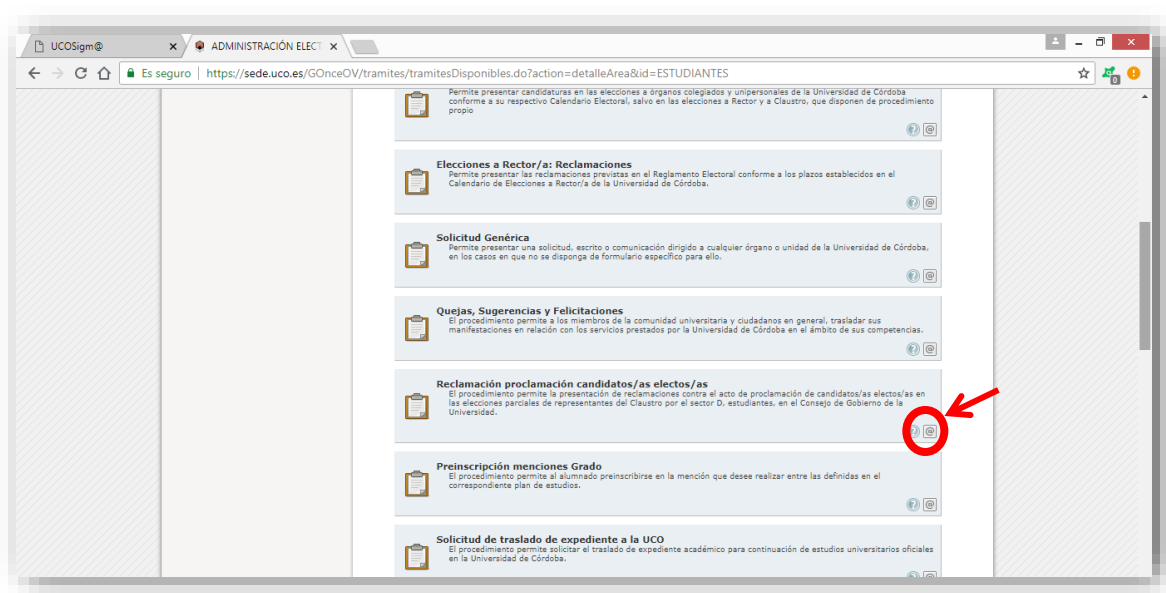 UCOSigm@
ADMINISTRACIÓN ELECT
Es seguro | https://sede.uco.es/GOnceOV/tramites/tramitesDisponibles.do?action=detalleArea&id=ESTUDIANTES
0
Permite presentar candidaturas en las elecciones a órganos colegiados y unipersonales de la Universidad de Córdoba
conforme a su respectivo Calendario Electoral, salvo en las elecciones a Rector y a Claustro, que disponen de procedimiento
propio
? @
Elecciones a Rector/a: Reclamaciones
Permite presentar las reclamaciones previstas en el Reglamento Electoral conforme a los plazos establecidos en el
Calendario de Elecciones a Rector/a de la Universidad de Córdoba.
? @
Solicitud Genérica
Permite presentar una solicitud, escrito o comunicación dirigido a cualquier órgano o unidad de la Universidad de Córdoba,
en los casos en que no se disponga de formulario específico para ello.
? @
Quejas, Sugerencias y Felicitaciones
El procedimiento permite a los miembros de la comunidad universitaria y ciudadanos en general, trasladar sus
manifestaciones en relación con los servicios prestados por la Universidad de Córdoba en el ámbito de sus competencias.
? @
Reclamación proclamación candidatos/as electos/as
El procedimiento permite la presentación de reclamaciones contra el acto de proclamación de candidatos/as electos/as en
las elecciones parciales de representantes del Claustro por el sector D, estudiantes, en el Consejo de Gobierno de la
Universidad.
? @
Preinscripción menciones Grado
El procedimiento permite al alumnado preinscribirse en la mención que desee realizar entre las definidas en el
correspondiente plan de estudios.
? @
Solicitud de traslado de expediente a la UCO
El procedimiento permite solicitar el traslado de expediente académico para continuación de estudios universitarios oficiales
en la Universidad de Córdoba.
? @